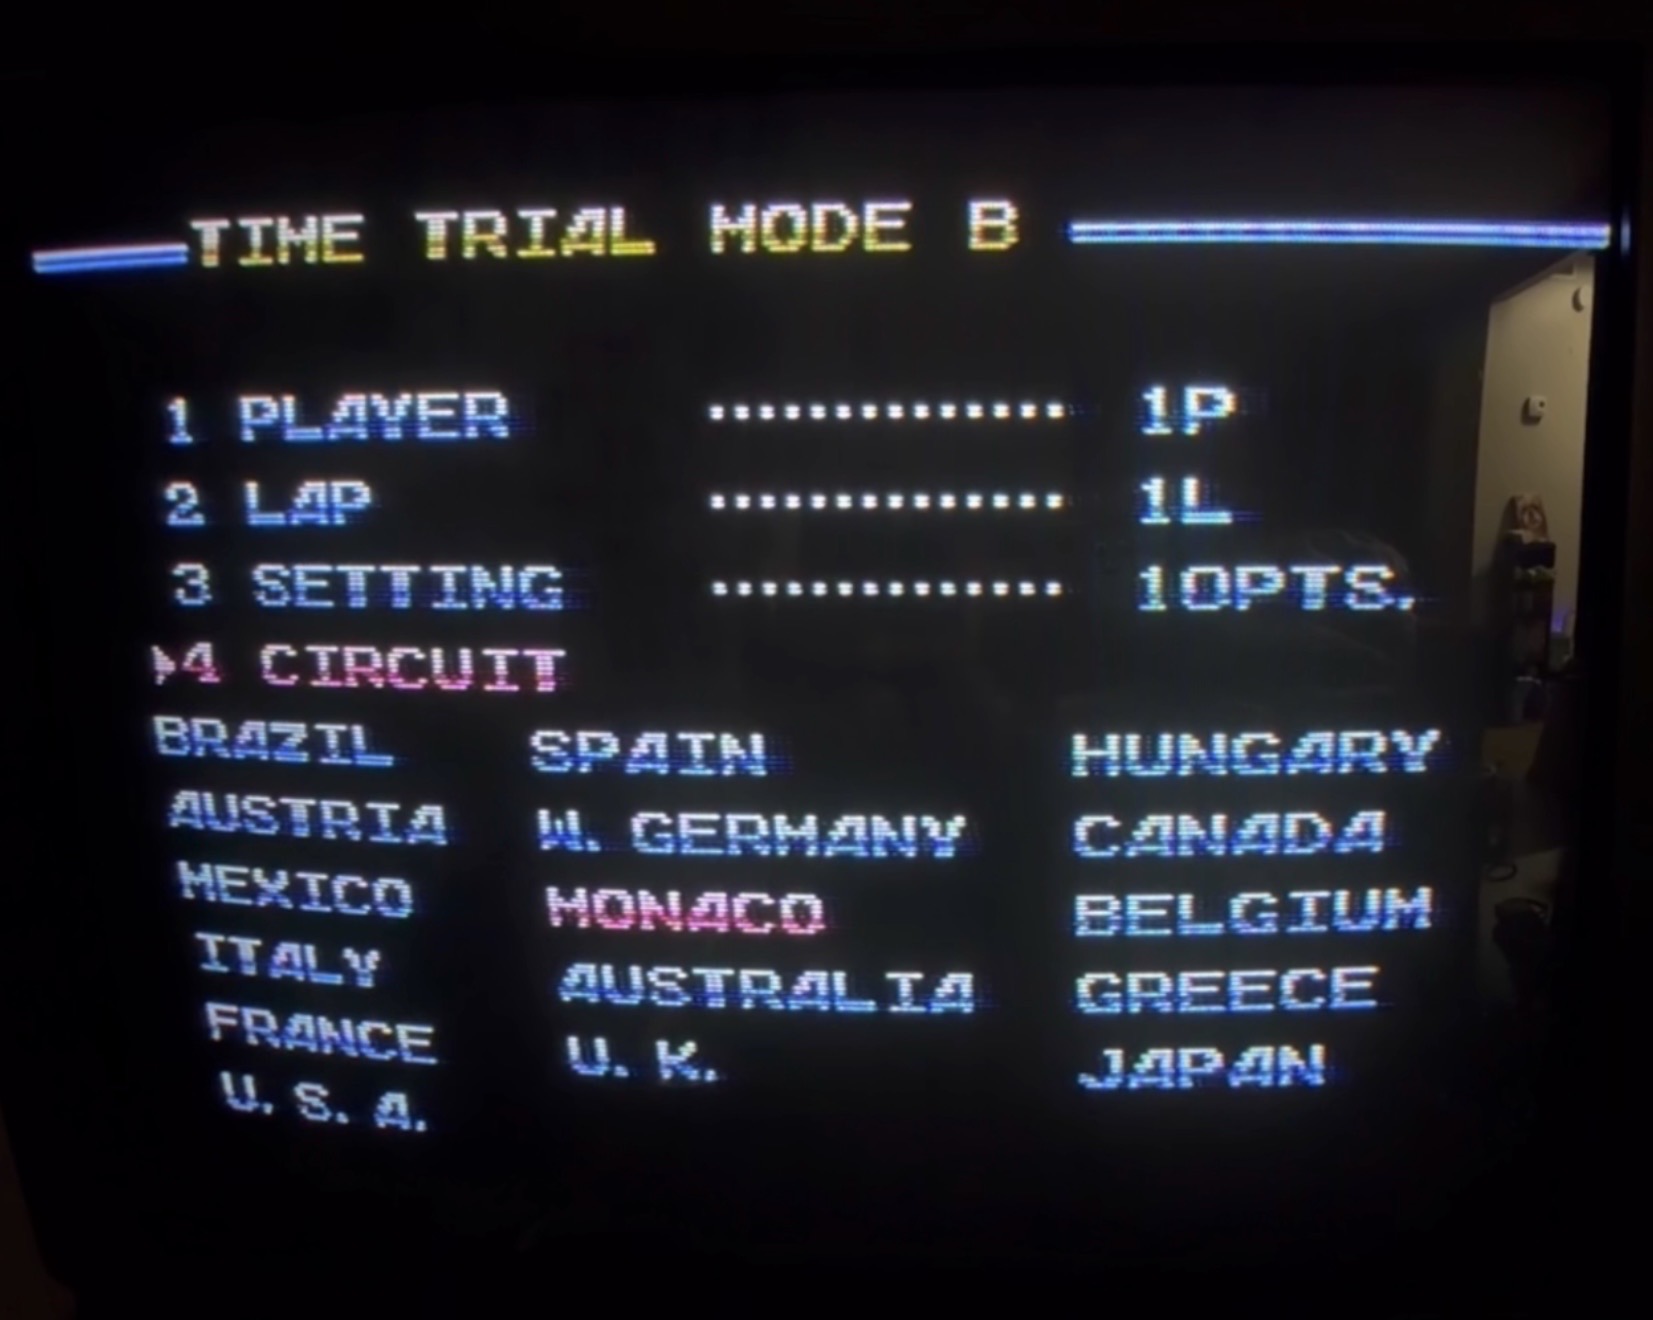 TIME TRIAL MODE B
1 PLAYER .............. 1P
2 LAP .............. 1L
3 SETTING .............. 10PTS.
▶4 CIRCUIT
BRAZIL SPAIN HUNGARY
AUSTRIA W. GERMANY CANADA
MEXICO MONACO BELGIUM
ITALY AUSTRALIA GREECE
FRANCE U. K. JAPAN
U. S. A.